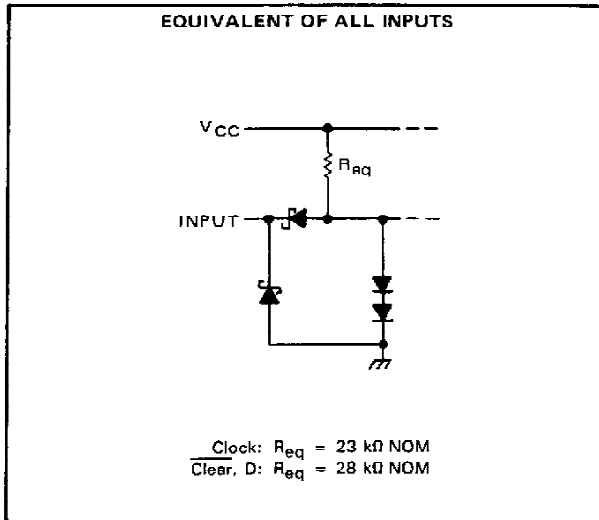 EQUIVALENT OF ALL INPUTS
VCC
Req
INPUT
Clock: Req = 23 kΩ NOM
Clear, D: Req = 28 kΩ NOM